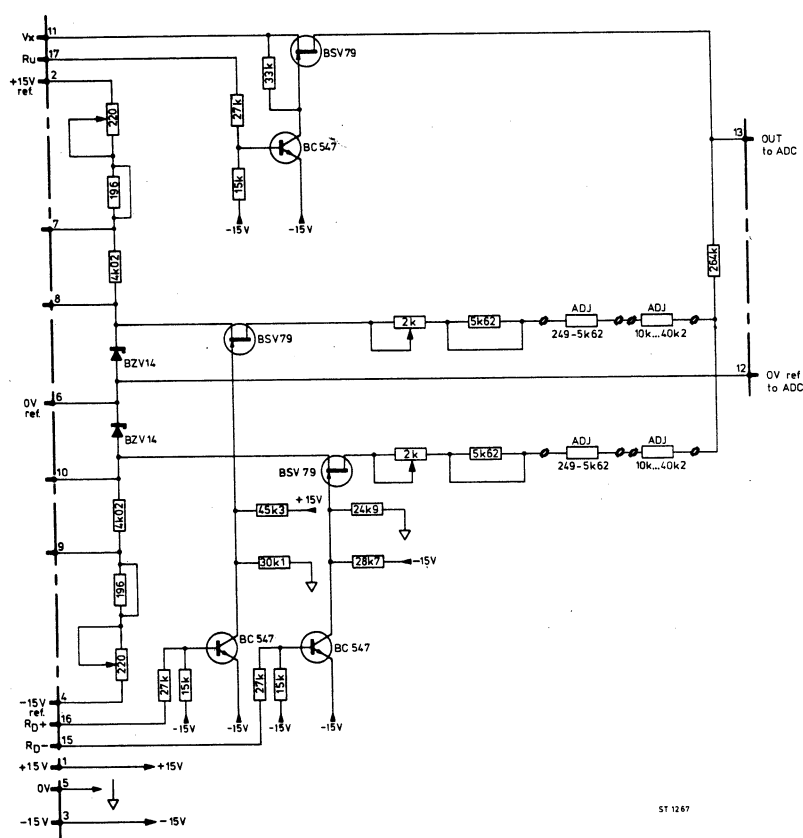 Vx 11
Ru 17
+15V ref. 2
BSV79
33k
27k
220
BC 547
13 OUT to ADC
15k
196
-15V -15V
7
4k02
264k
8
2k 5k62 ADJ 249-5k62 ADJ 10k...40k2
BSV79
BZV14
12 0V ref to ADC
0V ref. 6
BZV14
10
BSV 79
2k 5k62 ADJ 249-5k62 ADJ 10k...40k2
4k02
45k3 +15V 24k9
9
30k1 28k7 -15V
196
BC 547 BC 547
220
27k 15k 27k 15k
-15V ref. 4
RD+ 16
-15V -15V -15V -15V
RD- 15
+15V 1 +15V
0V 5
-15V 3 -15V
ST 1267